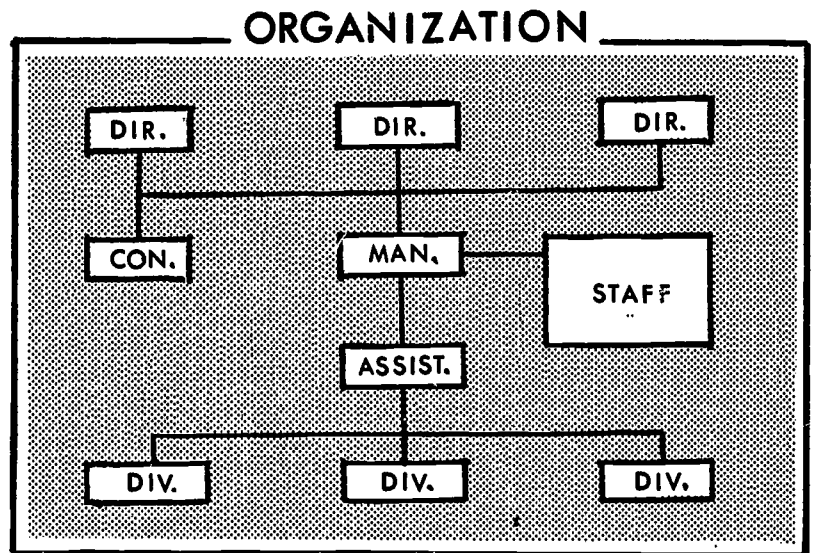 ORGANIZATION
DIR. DIR. DIR.
CON. MAN. STAFF
ASSIST.
DIV. DIV. DIV.